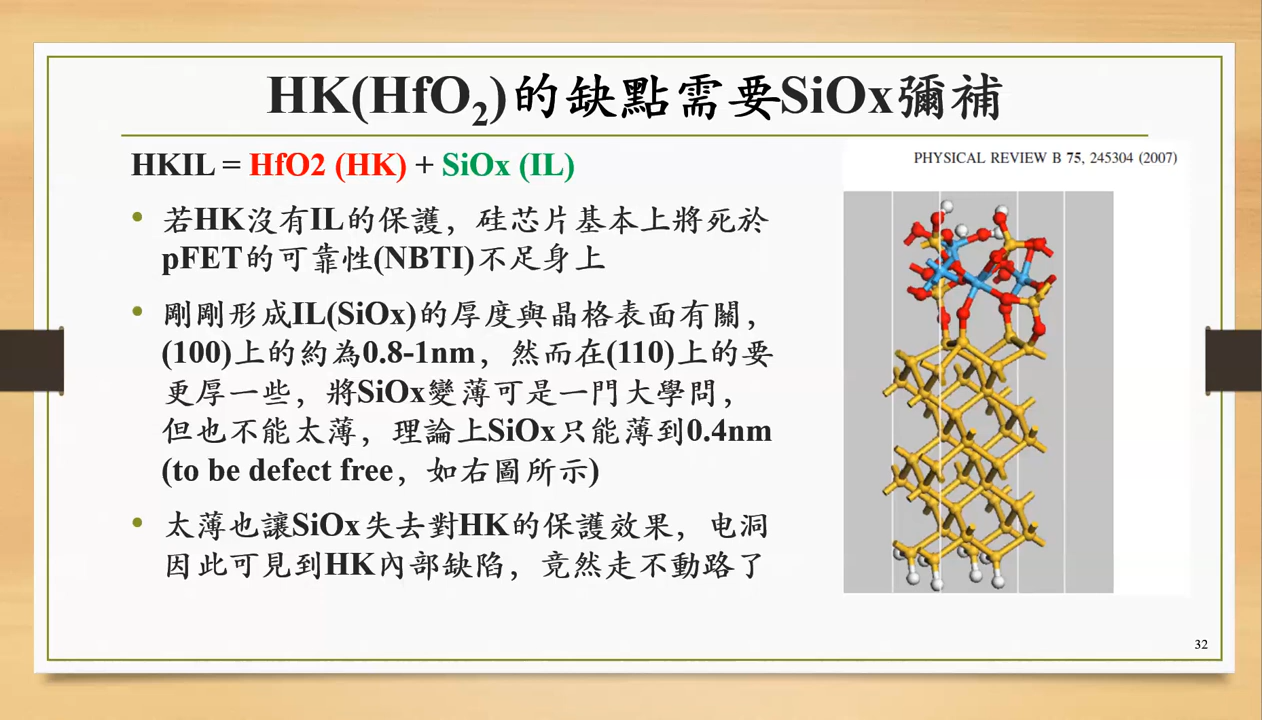 HK(HfO₂)的缺點需要SiOx彌補
HKIL = HfO2 (HK) + SiOx (IL)
PHYSICAL REVIEW B 75, 245304 (2007)
• 若HK沒有IL的保護，硅芯片基本上將死於
pFET的可靠性(NBTI)不足身上
• 剛剛形成IL(SiOx)的厚度與晶格表面有關，
(100)上的約為0.8-1nm，然而在(110)上的要
更厚一些，將SiOx變薄可是一門大學問，
但也不能太薄，理論上SiOx只能薄到0.4nm
(to be defect free，如右圖所示)
• 太薄也讓SiOx失去對HK的保護效果，电洞
因此可見到HK內部缺陷，竟然走不動路了
32